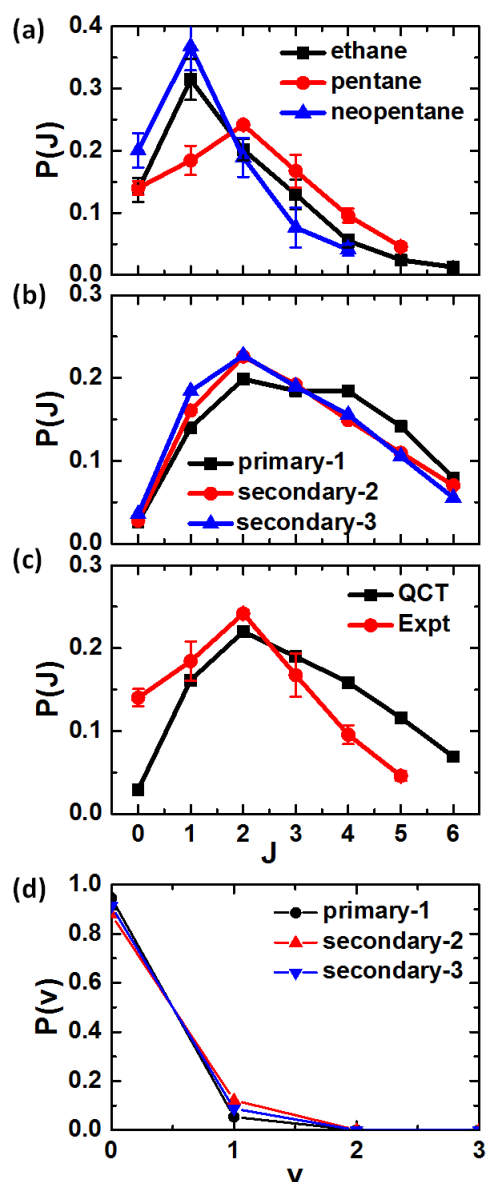 (a)
0.4
0.3
0.2
0.1
0.0
P(J)
ethane
pentane
neopentane
(b)
0.3
0.2
0.1
0.0
P(J)
primary-1
secondary-2
secondary-3
(c)
0.3
0.2
0.1
0.0
P(J)
QCT
Expt
0 1 2 3 4 5 6
J
(d)
1.0
0.8
0.6
0.4
0.2
0.0
P(v)
primary-1
secondary-2
secondary-3
0 1 2 3
v